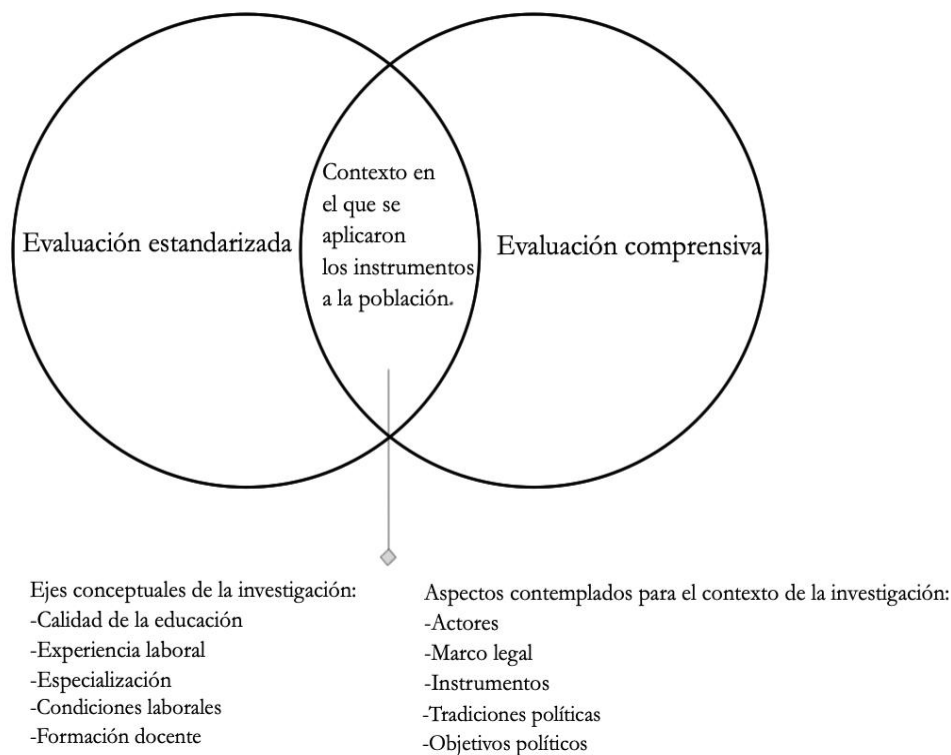 Evaluación estandarizada
Contexto en
el que se
aplicaron
los instrumentos
a la población.
Evaluación comprensiva
Ejes conceptuales de la investigación:
-Calidad de la educación
-Experiencia laboral
-Especialización
-Condiciones laborales
-Formación docente
Aspectos contemplados para el contexto de la investigación:
-Actores
-Marco legal
-Instrumentos
-Tradiciones políticas
-Objetivos políticos